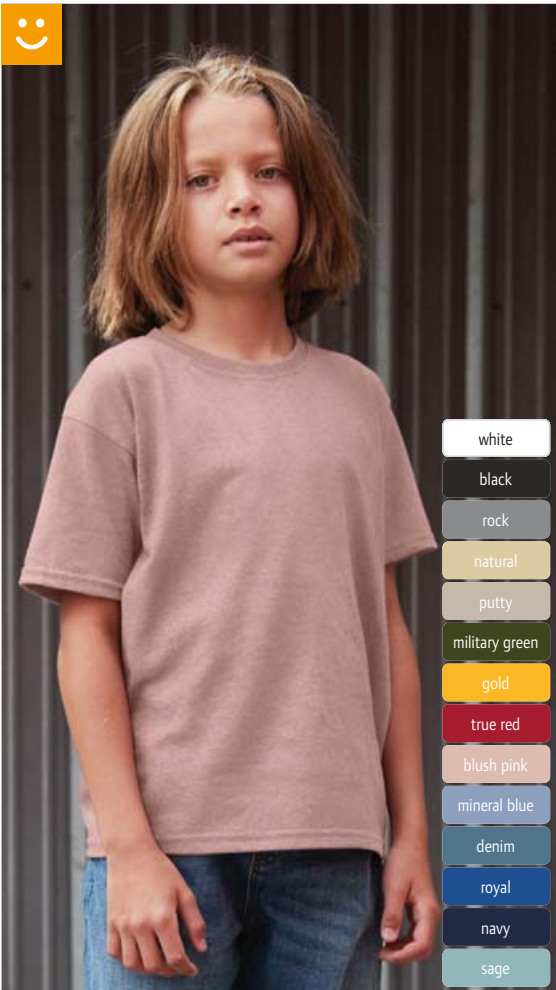 white
black
rock
natural
putty
military green
gold
true red
blush pink
mineral blue
denim
royal
navy
sage